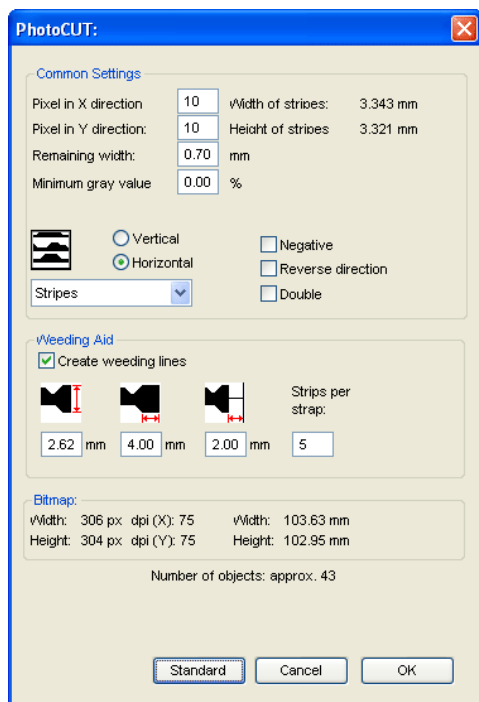 PhotoCUT:
Common Settings
Pixel in X direction 10 Width of stripes: 3.343 mm
Pixel in Y direction: 10 Height of stripes 3.321 mm
Remaining width: 0.70 mm
Minimum gray value 0.00 %
Vertical
Horizontal
Negative
Reverse direction
Stripes
Double
Weeding Aid
Create weeding lines
Strips per
strap:
2.62 mm 4.00 mm 2.00 mm 5
Bitmap:
Width: 306 px dpi (X): 75 Width: 103.63 mm
Height: 304 px dpi (Y): 75 Height: 102.95 mm
Number of objects: approx. 43
Standard Cancel OK